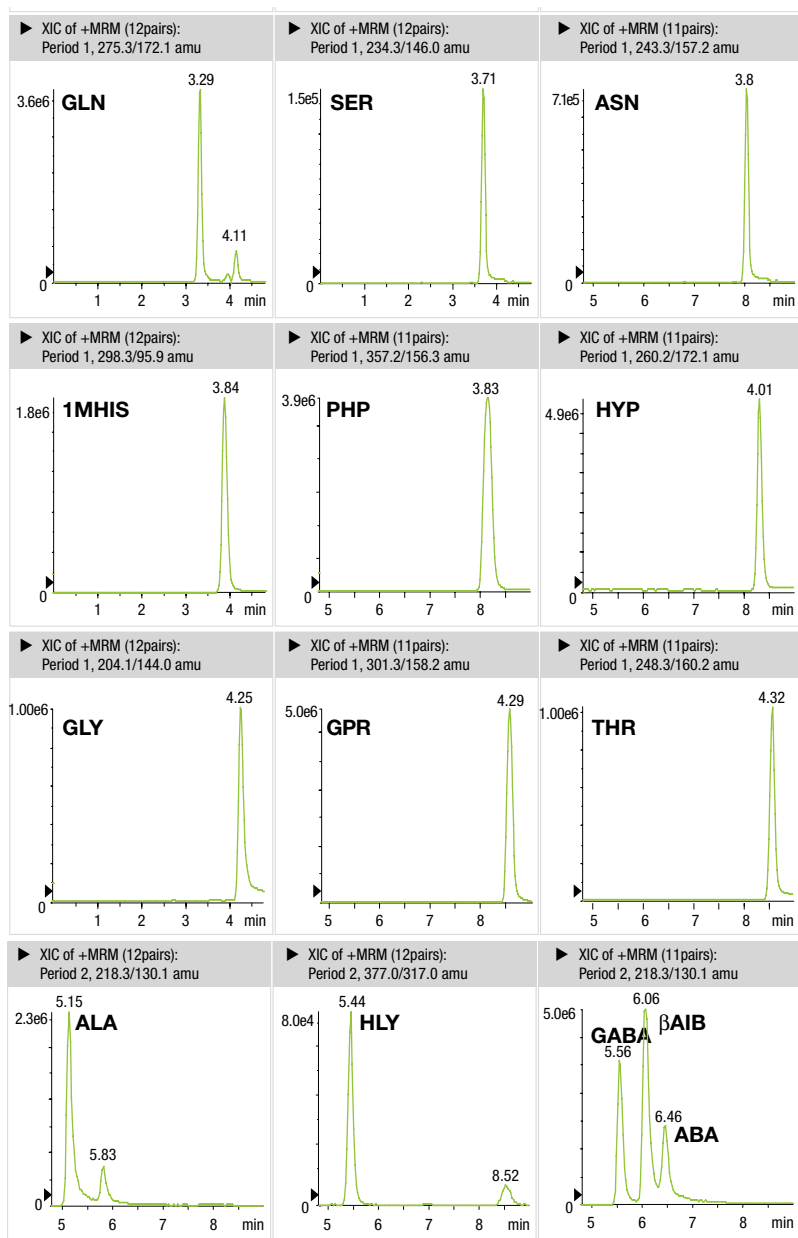 ► XIC of +MRM (12pairs):
Period 1, 275.3/172.1 amu
3.6e6
GLN
3.29
4.11
0
1 2 3 4 min
► XIC of +MRM (12pairs):
Period 1, 234.3/146.0 amu
1.5e5
SER
3.71
0
1 2 3 4 min
► XIC of +MRM (11pairs):
Period 1, 243.3/157.2 amu
7.1e5
ASN
3.8
0
5 6 7 8 min
► XIC of +MRM (12pairs):
Period 1, 298.3/95.9 amu
1.8e6
1MHIS
3.84
0
1 2 3 4 min
► XIC of +MRM (11pairs):
Period 1, 357.2/156.3 amu
3.9e6
PHP
3.83
0
5 6 7 8 min
► XIC of +MRM (11pairs):
Period 1, 260.2/172.1 amu
4.9e6
HYP
4.01
0
5 6 7 8 min
► XIC of +MRM (12pairs):
Period 1, 204.1/144.0 amu
1.00e6
GLY
4.25
0
1 2 3 4 min
► XIC of +MRM (11pairs):
Period 1, 301.3/158.2 amu
5.0e6
GPR
4.29
0
5 6 7 8 min
► XIC of +MRM (11pairs):
Period 1, 248.3/160.2 amu
1.00e6
THR
4.32
0
5 6 7 8 min
► XIC of +MRM (12pairs):
Period 2, 218.3/130.1 amu
5.15
2.3e6
ALA
5.83
0
5 6 7 8 min
► XIC of +MRM (12pairs):
Period 2, 377.0/317.0 amu
5.44
8.0e4
HLY
8.52
0
5 6 7 8 min
► XIC of +MRM (11pairs):
Period 2, 218.3/130.1 amu
6.06
5.0e6
βAIB
GABA
5.56
6.46
ABA
0
5 6 7 8 min